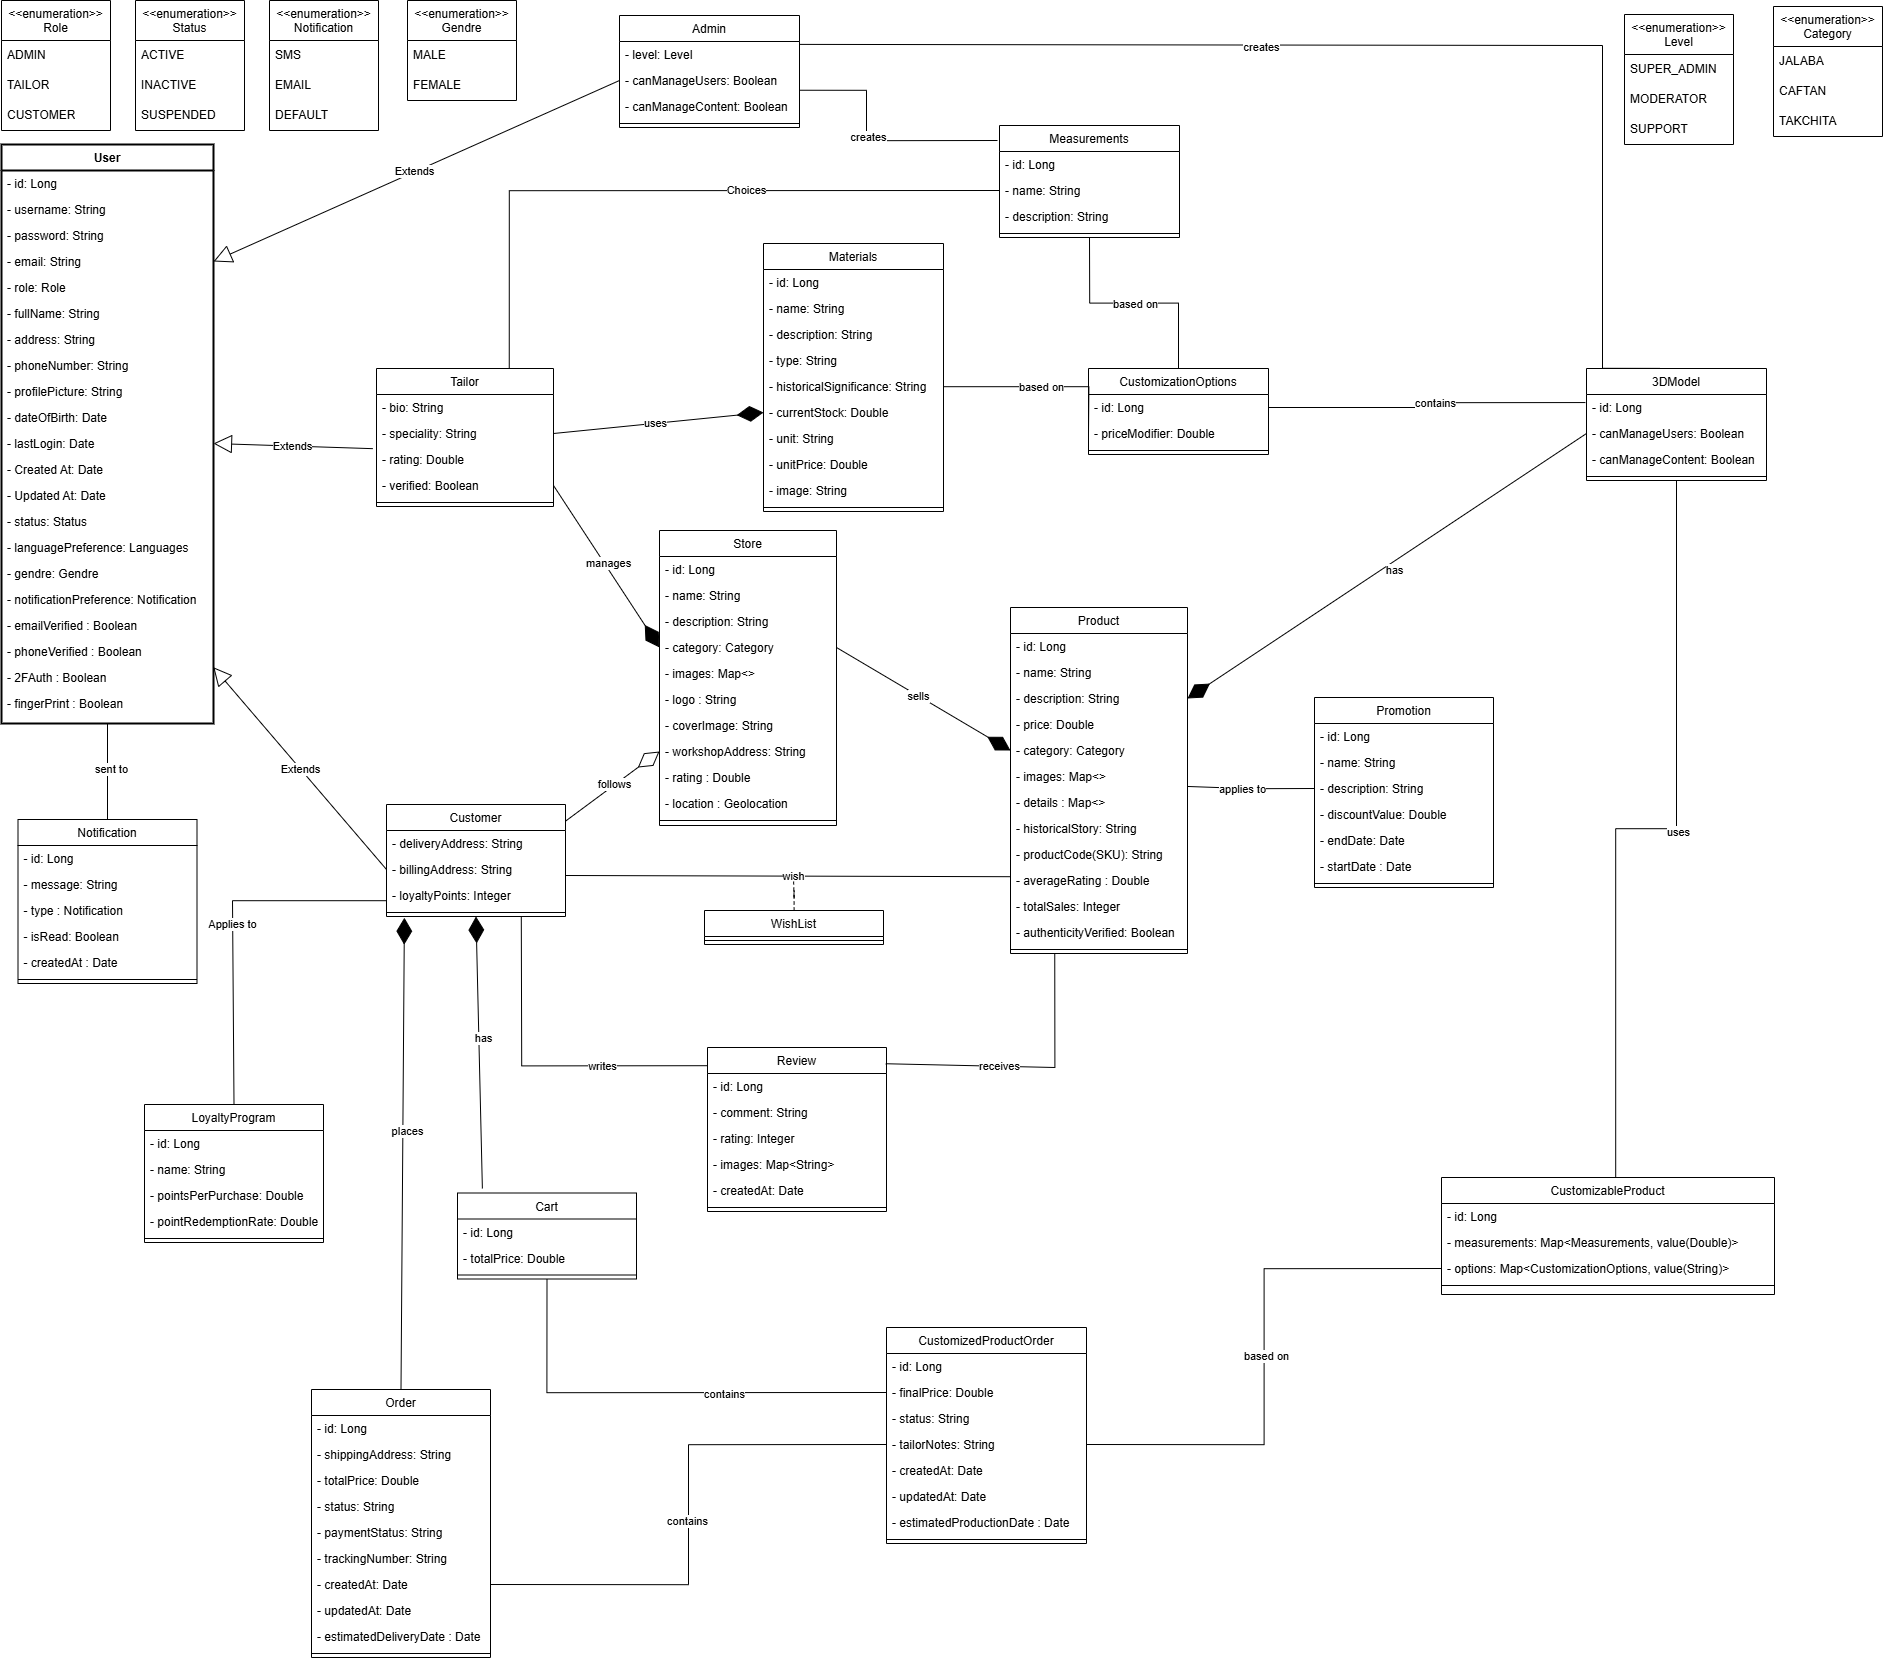 <<enumeration>>
Role
ADMIN
TAILOR
CUSTOMER
<<enumeration>>
Status
ACTIVE
INACTIVE
SUSPENDED
<<enumeration>>
Notification
SMS
EMAIL
DEFAULT
<<enumeration>>
Gendre
MALE
FEMALE
Admin
- level: Level
- canManageUsers: Boolean
- canManageContent: Boolean
creates
<<enumeration>>
Level
SUPER_ADMIN
MODERATOR
SUPPORT
<<enumeration>>
Category
JALABA
CAFTAN
TAKCHITA
creates
Measurements
- id: Long
- name: String
- description: String
User
- id: Long
- username: String
- password: String
- email: String
- role: Role
- fullName: String
- address: String
- phoneNumber: String
- profilePicture: String
- dateOfBirth: Date
- lastLogin: Date
- Created At: Date
- Updated At: Date
- status: Status
- languagePreference: Languages
- gendre: Gendre
- notificationPreference: Notification
- emailVerified : Boolean
- phoneVerified : Boolean
- 2FAuth : Boolean
- fingerPrint : Boolean
Extends
Choices
Materials
- id: Long
- name: String
- description: String
- type: String
- historicalSignificance: String
- currentStock: Double
- unit: String
- unitPrice: Double
- image: String
based on
Tailor
- bio: String
- speciality: String
- rating: Double
- verified: Boolean
Extends
uses
based on
CustomizationOptions
- id: Long
- priceModifier: Double
contains
3DModel
- id: Long
- canManageUsers: Boolean
- canManageContent: Boolean
manages
Store
- id: Long
- name: String
- description: String
- category: Category
- images: Map<>
- logo : String
- coverImage: String
- workshopAddress: String
- rating : Double
- location : Geolocation
has
sells
Product
- id: Long
- name: String
- description: String
- price: Double
- category: Category
- images: Map<>
- details : Map<>
- historicalStory: String
- productCode(SKU): String
- averageRating : Double
- totalSales: Integer
- authenticityVerified: Boolean
applies to
Promotion
- id: Long
- name: String
- description: String
- discountValue: Double
- endDate: Date
- startDate : Date
uses
sent to
Extends
follows
Notification
- id: Long
- message: String
- type : Notification
- isRead: Boolean
- createdAt : Date
Customer
- deliveryAddress: String
- billingAddress: String
- loyaltyPoints: Integer
wish
WishList
Applies to
has
writes
receives
Review
- id: Long
- comment: String
- rating: Integer
- images: Map<String>
- createdAt: Date
LoyaltyProgram
- id: Long
- name: String
- pointsPerPurchase: Double
- pointRedemptionRate: Double
places
Cart
- id: Long
- totalPrice: Double
CustomizableProduct
- id: Long
- measurements: Map<Measurements, value(Double)>
- options: Map<CustomizationOptions, value(String)>
CustomizedProductOrder
- id: Long
- finalPrice: Double
- status: String
- tailorNotes: String
- createdAt: Date
- updatedAt: Date
- estimatedProductionDate : Date
based on
contains
Order
- id: Long
- shippingAddress: String
- totalPrice: Double
- status: String
- paymentStatus: String
- trackingNumber: String
- createdAt: Date
- updatedAt: Date
- estimatedDeliveryDate : Date
contains